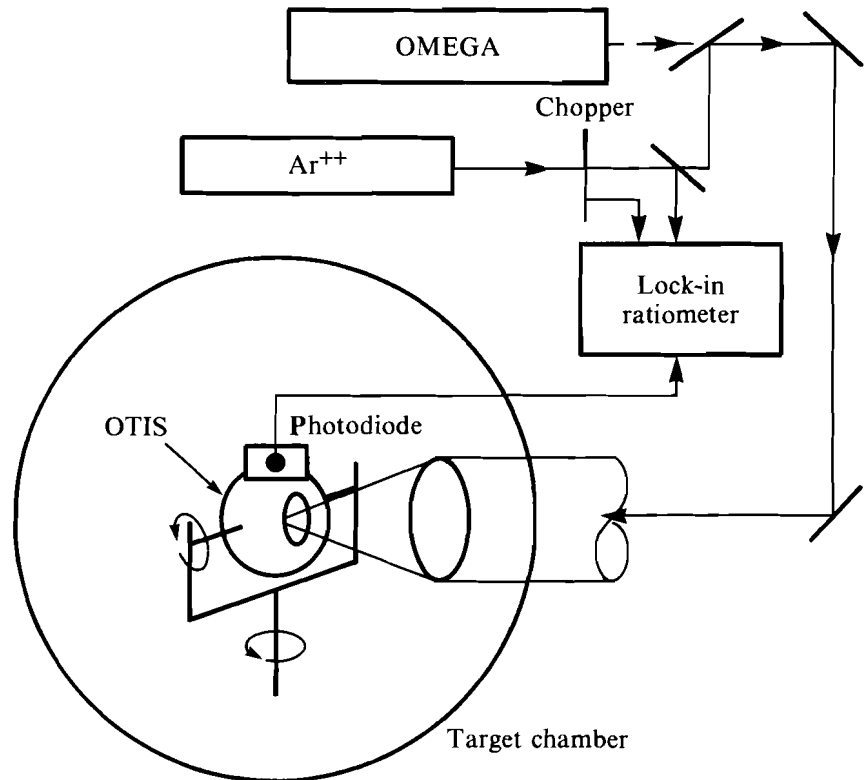 OMEGA
Chopper
Ar++
Lock-in
ratiometer
OTIS
Photodiode
Target chamber